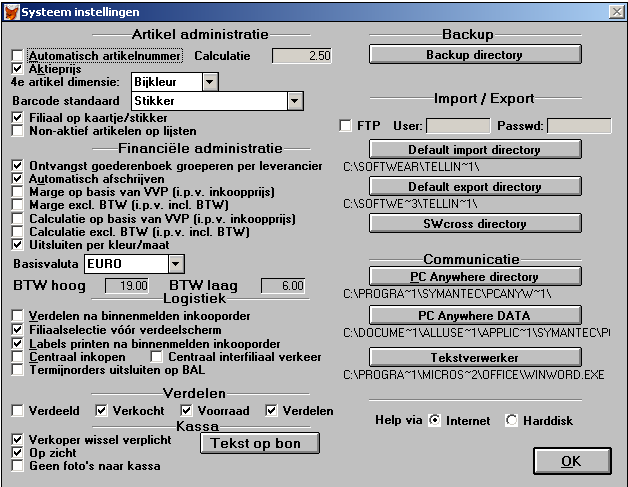 Systeem instellingen
Artikel administratie
Automatisch artikelnummer Calculatie 2.50
Aktieprijs
4e artikel dimensie: Bijkleur
Barcode standaard Stikker
Filiaal op kaartje/stikker
Non-aktief artikelen op lijsten
Financiële administratie
Ontvangst goederenboek groeperen per leverancier
Automatisch afschrijven
Marge op basis van VVP (i.p.v. inkoopprijs)
Marge excl. BTW (i.p.v. incl. BTW)
Calculatie op basis van VVP (i.p.v. inkoopprijs)
Calculatie excl. BTW (i.p.v. incl. BTW)
Uitsluiten per kleur/maat
Basisvaluta EURO
BTW hoog 19.00 BTW laag 6.00
Logistiek
Verdelen na binnenmelden inkooporder
Filiaalselectie vóór verdeelscherm
Labels printen na binnenmelden inkooporder
Centraal inkopen Centraal interfiliaal verkeer
Termijnorders uitsluiten op BAL
Verdelen
Verdeeld Verkocht Voorraad Verdelen
Kassa
Verkoper wissel verplicht
Op zicht
Geen foto's naar kassa
Tekst op bon
Backup
Backup directory
Import / Export
FTP User: Passwd:
Default import directory
C:\SOFTWEAR\TELLIN~1\
Default export directory
C:\SOFTWE~3\TELLIN~1\
SWcross directory
Communicatie
PC Anywhere directory
C:\PROGRA~1\SYMANTEC\PCANYW~1\
PC Anywhere DATA
C:\DOCUME~1\ALLUSE~1\APPLIC~1\SYMANTEC\P(
Tekstverwerker
C:\PROGRA~1\MICROS~2\OFFICE\WINWORD.EXE
Help via Internet Harddisk
OK